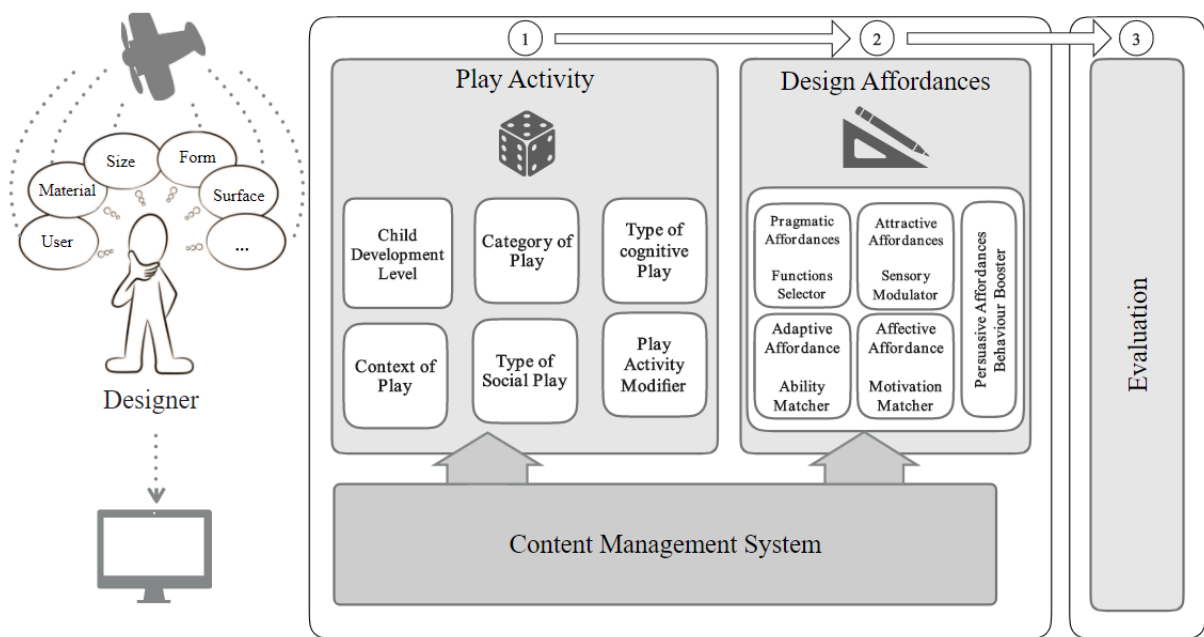 Size
Form
Material
Surface
User
...
Designer
1
2
3
Play Activity
Child
Development
Level
Category of
Play
Type of
cognitive
Play
Context of
Play
Type of
Social Play
Play
Activity
Modifier
Design Affordances
Pragmatic
Affordances
Functions
Selector
Attractive
Affordances
Sensory
Modulator
Adaptive
Affordance
Ability
Matcher
Affective
Affordance
Motivation
Matcher
Persuasive Affordances
Behaviour Booster
Content Management System
Evaluation